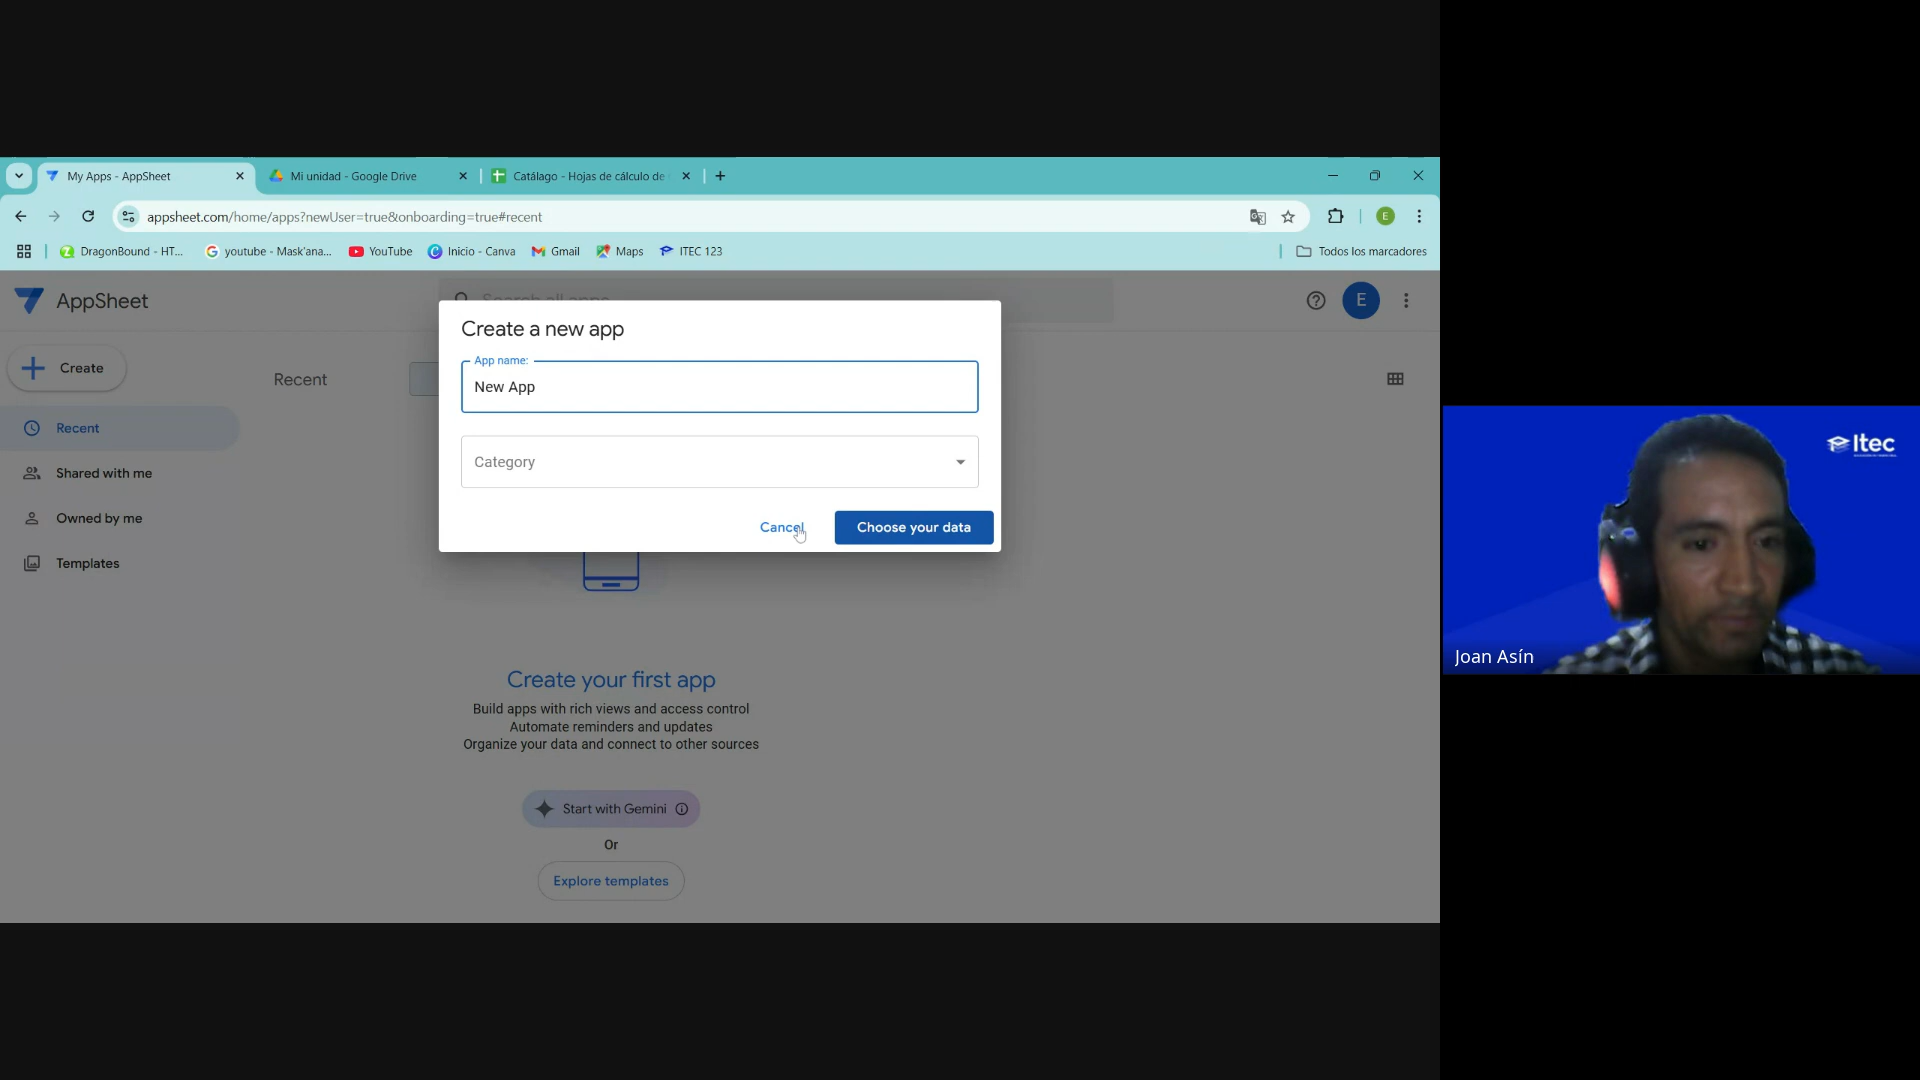 My Apps - AppSheet
Mi unidad - Google Drive
Catálago - Hojas de cálculo de
appsheet.com/home/apps?newUser=true&onboarding=true#recent
E
DragonBound - HT...
youtube - Mask'ana...
YouTube
Inicio - Canva
Gmail
Maps
ITEC 123
Todos los marcadores
AppSheet
Search all apps
E
Create
Recent
Recent
Shared with me
Owned by me
Templates
Create a new app
App name:
New App
Category
Cancel
Choose your data
Create your first app
Build apps with rich views and access control
Automate reminders and updates
Organize your data and connect to other sources
Start with Gemini
Or
Explore templates
Itec
Joan Asín